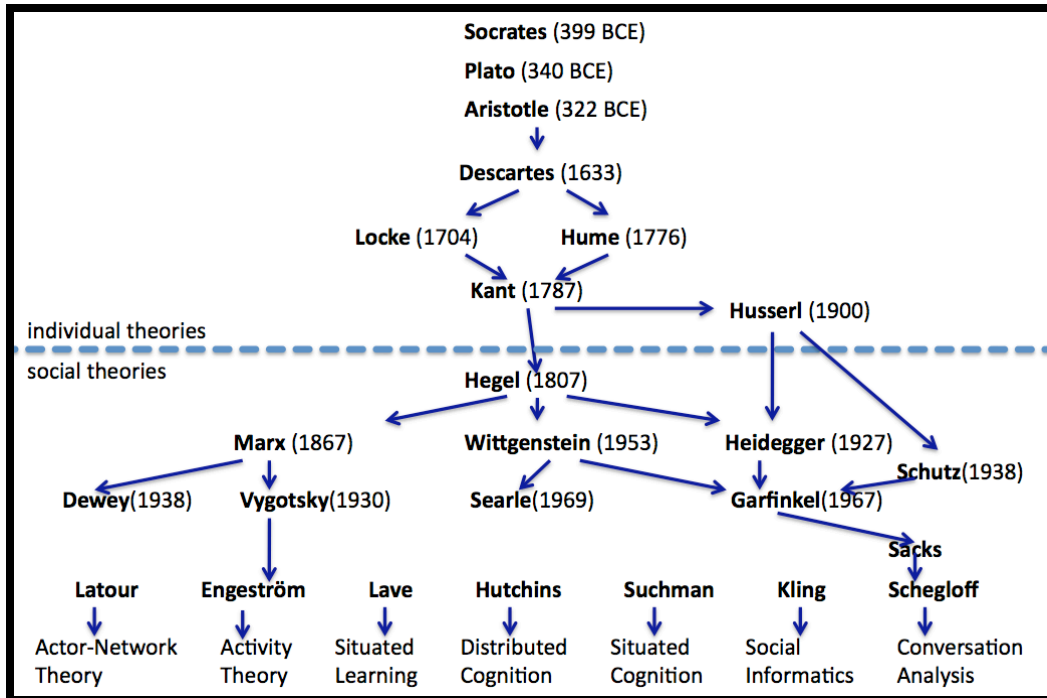 Socrates (399 BCE)
Plato (340 BCE)
Aristotle (322 BCE)
Descartes (1633)
Locke (1704)
Hume (1776)
Kant (1787)
Husserl (1900)
individual theories
social theories
Hegel (1807)
Marx (1867)
Wittgenstein (1953)
Heidegger (1927)
Schutz(1938)
Dewey(1938)
Vygotsky(1930)
Searle(1969)
Garfinkel(1967)
Sacks
Latour
Engeström
Lave
Hutchins
Suchman
Kling
Schegloff
Actor-Network
Theory
Activity
Theory
Situated
Learning
Distributed
Cognition
Situated
Cognition
Social
Informatics
Conversation
Analysis